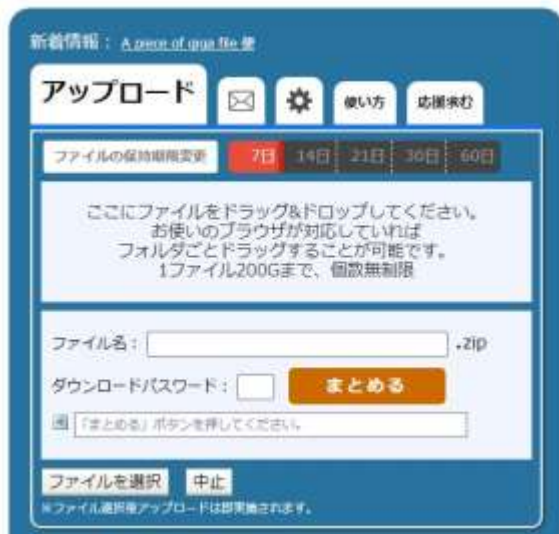 新着情報： A piece of giga file 便
アップロード 使い方 応援求む
ファイルの保持期限変更 7日 14日 21日 30日 60日
ここにファイルをドラッグ&ドロップしてください。
お使いのブラウザが対応していれば
フォルダごとドラッグすることが可能です。
1ファイル200Gまで、個数無制限
ファイル名： .zip
ダウンロードパスワード： まとめる
「まとめる」ボタンを押してください。
ファイルを選択 中止
※ファイル選択後アップロードは即実施されます。